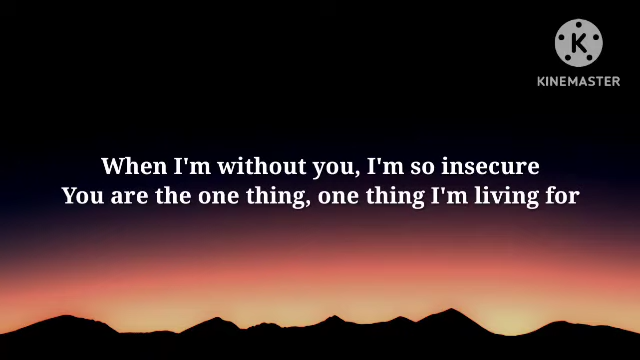 KINEMASTER
When I'm without you, I'm so insecure
You are the one thing, one thing I'm living for